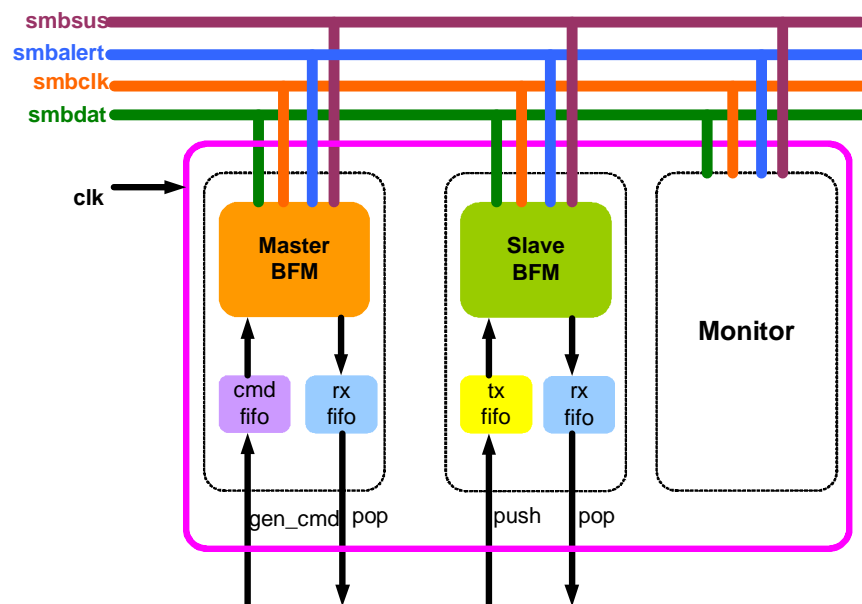 smbsus
smbalert
smbclk
smbdat
clk
Master
BFM
Slave
BFM
Monitor
cmd
fifo
rx
fifo
tx
fifo
rx
fifo
gen_cmd
pop
push
pop